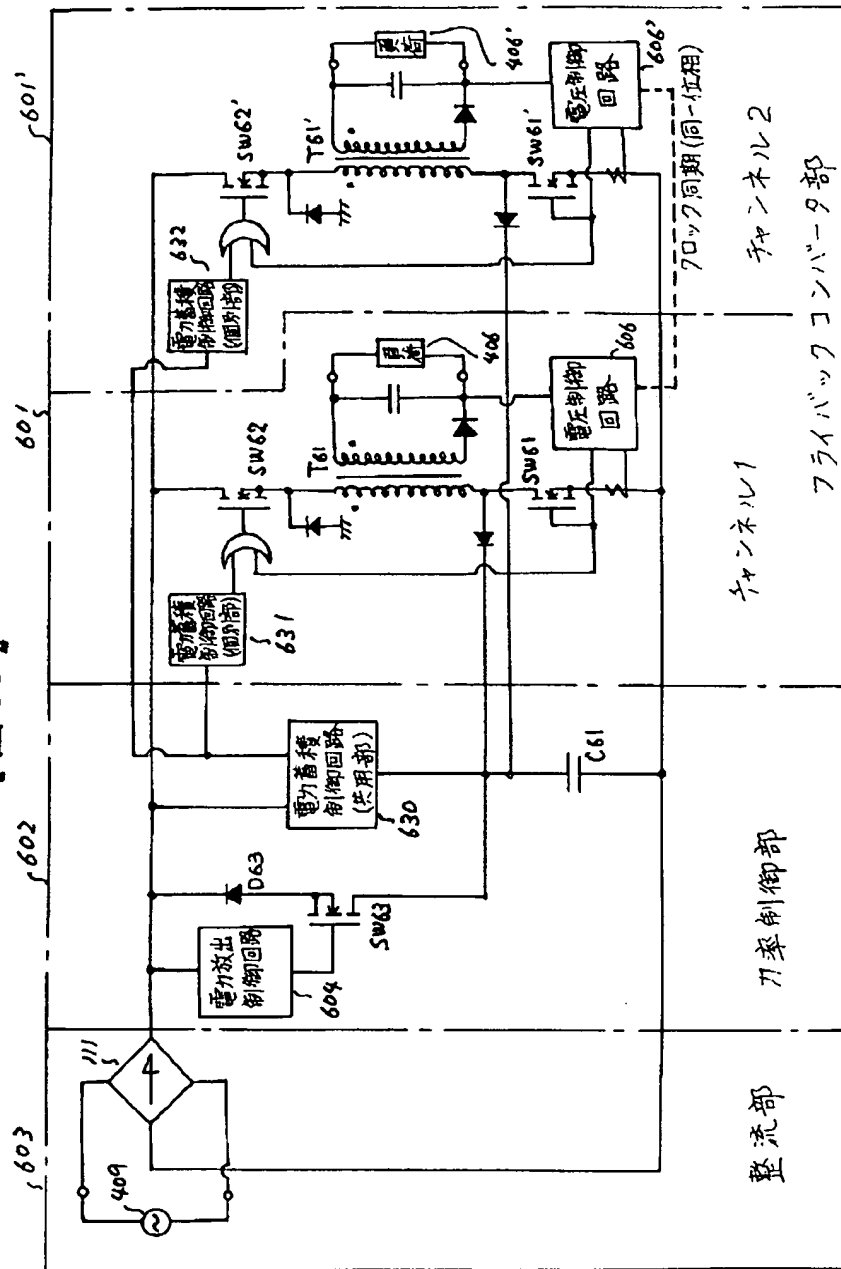 603
602
601
601'
409
111
整流部
電力放出
制御回路
604
D63
SW63
力率制御部
電力蓄積
制御回路
(共用部)
630
C61
電力蓄積
制御回路
(個別部)
631
SW62
T61
負荷
406
SW61
電圧制御
回路
606
チャンネル1
電力蓄積
制御回路
(個別部)
632
SW62'
T61'
負荷
406'
SW61'
電圧制御
回路
606'
クロック同期(同一位相)
チャンネル2
フライバックコンバータ部